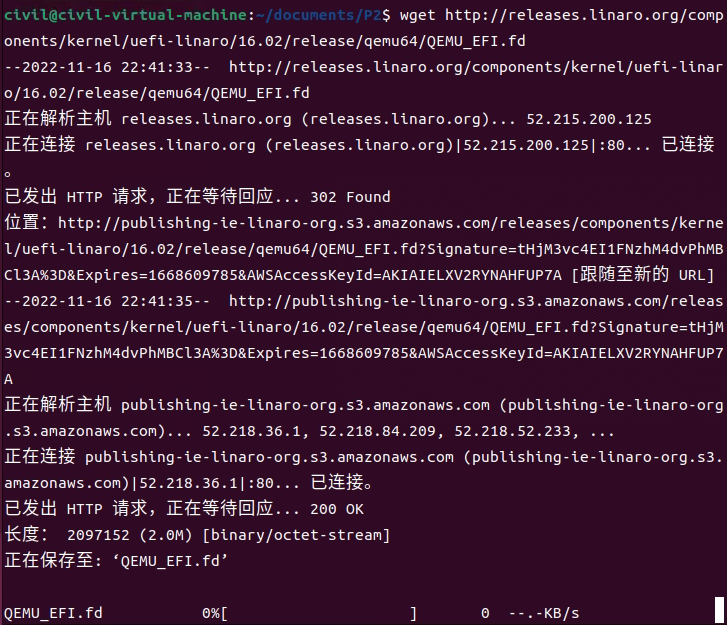 civil@civil-virtual-machine:~/documents/P2$ wget http://releases.linaro.org/comp
onents/kernel/uefi-linaro/16.02/release/qemu64/QEMU_EFI.fd
--2022-11-16 22:41:33--  http://releases.linaro.org/components/kernel/uefi-linar
o/16.02/release/qemu64/QEMU_EFI.fd
正在解析主机 releases.linaro.org (releases.linaro.org)... 52.215.200.125
正在连接 releases.linaro.org (releases.linaro.org)|52.215.200.125|:80... 已连接
。
已发出 HTTP 请求，正在等待回应... 302 Found
位置：http://publishing-ie-linaro-org.s3.amazonaws.com/releases/components/kerne
l/uefi-linaro/16.02/release/qemu64/QEMU_EFI.fd?Signature=tHjM3vc4EI1FNzhM4dvPhMB
Cl3A%3D&Expires=1668609785&AWSAccessKeyId=AKIAIELXV2RYNAHFUP7A [跟随至新的 URL]
--2022-11-16 22:41:35--  http://publishing-ie-linaro-org.s3.amazonaws.com/releas
es/components/kernel/uefi-linaro/16.02/release/qemu64/QEMU_EFI.fd?Signature=tHjM
3vc4EI1FNzhM4dvPhMBCl3A%3D&Expires=1668609785&AWSAccessKeyId=AKIAIELXV2RYNAHFUP7
A
正在解析主机 publishing-ie-linaro-org.s3.amazonaws.com (publishing-ie-linaro-org
.s3.amazonaws.com)... 52.218.36.1, 52.218.84.209, 52.218.52.233, ...
正在连接 publishing-ie-linaro-org.s3.amazonaws.com (publishing-ie-linaro-org.s3.
amazonaws.com)|52.218.36.1|:80... 已连接。
已发出 HTTP 请求，正在等待回应... 200 OK
长度： 2097152 (2.0M) [binary/octet-stream]
正在保存至: ‘QEMU_EFI.fd’
QEMU_EFI.fd           0%[                    ]       0  --.-KB/s